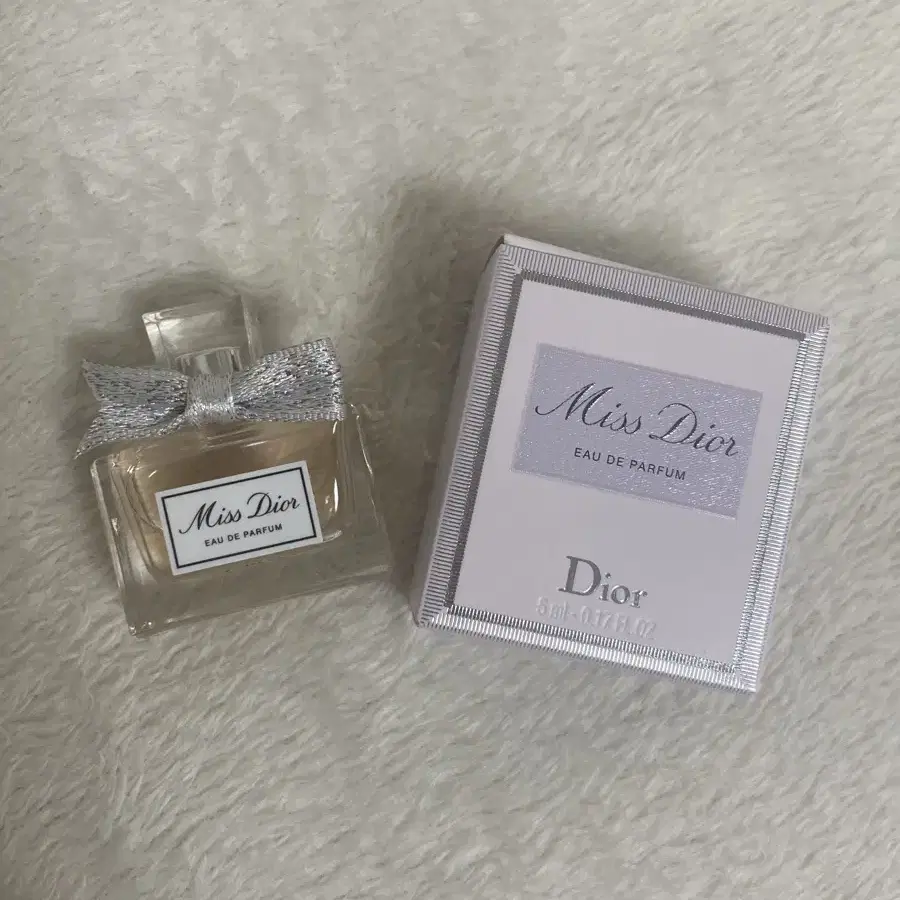 Miss Dior
EAU DE PARFUM
Miss Dior
EAU DE PARFUM
Dior
5 ml - 0.17 fl. oz